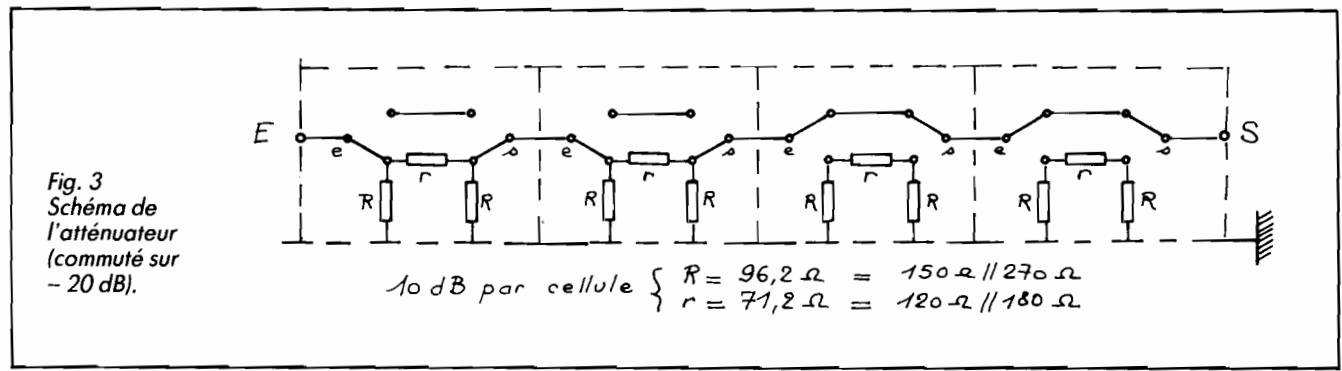 E
S
e
s
e
s
e
s
e
s
r
r
r
r
R
R
R
R
R
R
R
R
Fig. 3
Schéma de
l'atténuateur
(commuté sur
– 20 dB).
10 dB par cellule { R = 96,2 Ω = 150 Ω // 270 Ω
r = 71,2 Ω = 120 Ω // 180 Ω